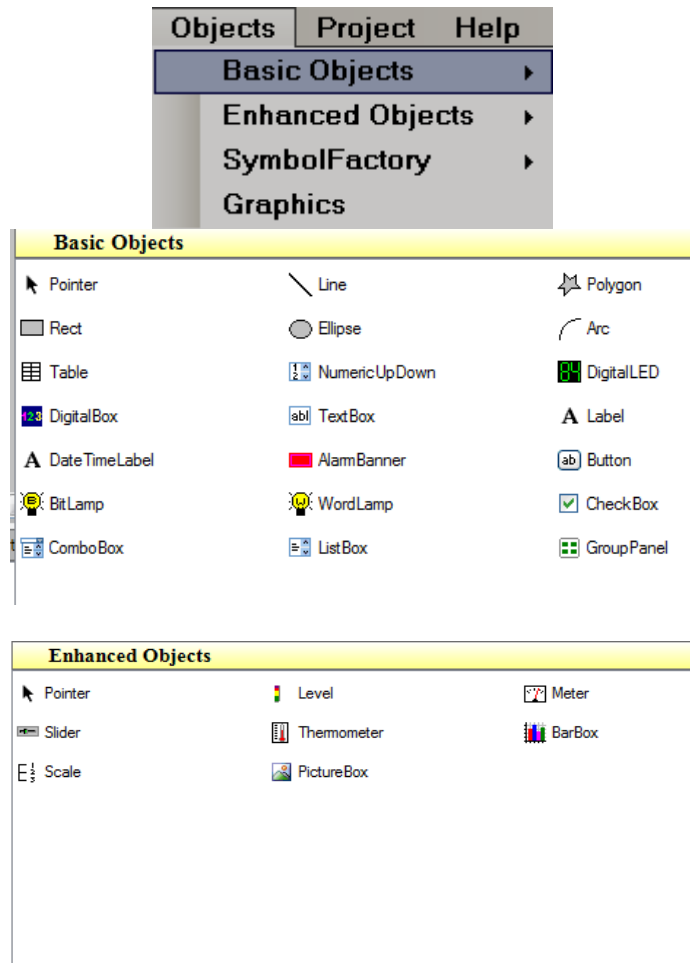 Objects Project Help
Basic Objects
Enhanced Objects
SymbolFactory
Graphics
Basic Objects
Pointer Line Polygon
Rect Ellipse Arc
Table NumericUpDown DigitalLED
DigitalBox TextBox Label
DateTimeLabel AlarmBanner Button
BitLamp WordLamp CheckBox
ComboBox ListBox GroupPanel
Enhanced Objects
Pointer Level Meter
Slider Thermometer BarBox
Scale PictureBox